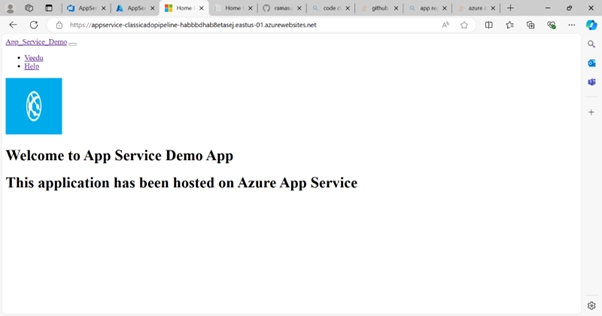 AppSer
AppSer
Home
Home
ramas
code c
github
app re
azure a
https://appservice-classicadopipeline-habbbdhab8etasej.eastus-01.azurewebsites.net
App_Service_Demo
Veedu
Help
Welcome to App Service Demo App
This application has been hosted on Azure App Service